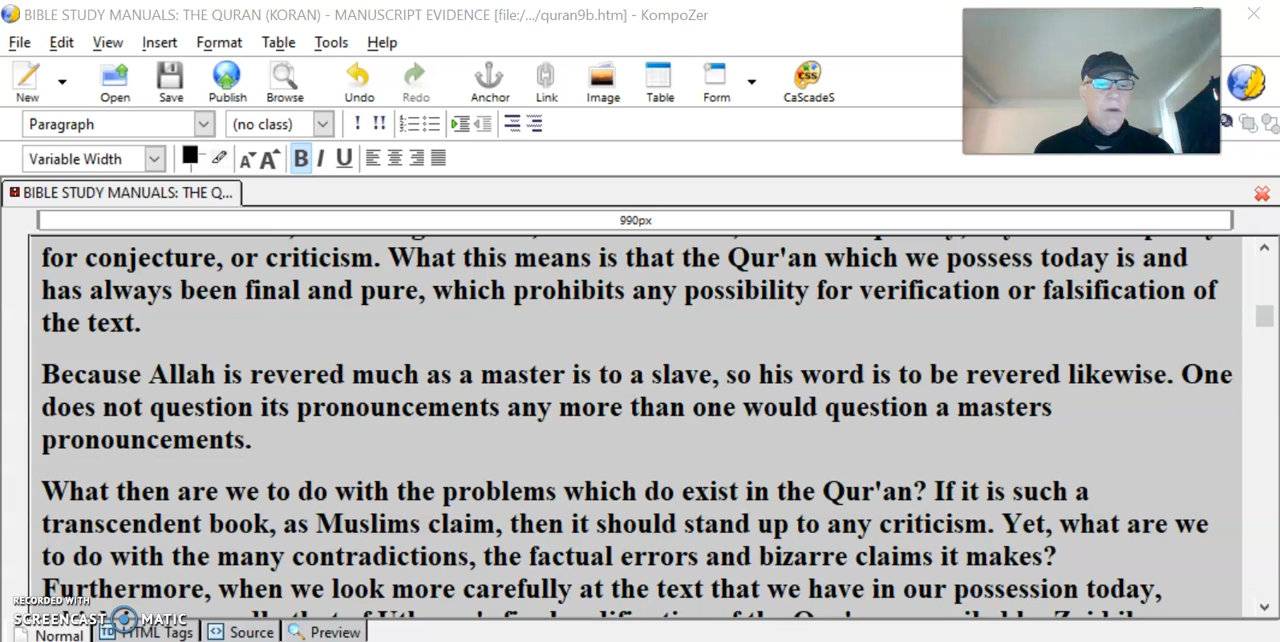 BIBLE STUDY MANUALS: THE QURAN (KORAN) - MANUSCRIPT EVIDENCE [file:/.../quran9b.htm] - KompoZer
File Edit View Insert Format Table Tools Help
New Open Save Publish Browse Undo Redo Anchor Link Image Table Form CaScadeS
Paragraph (no class) ! !!
Variable Width A A B I U
BIBLE STUDY MANUALS: THE Q...
990px
for conjecture, or criticism. What this means is that the Qur'an which we possess today is and
has always been final and pure, which prohibits any possibility for verification or falsification of
the text.
Because Allah is revered much as a master is to a slave, so his word is to be revered likewise. One
does not question its pronouncements any more than one would question a masters
pronouncements.
What then are we to do with the problems which do exist in the Qur'an? If it is such a
transcendent book, as Muslims claim, then it should stand up to any criticism. Yet, what are we
to do with the many contradictions, the factual errors and bizarre claims it makes?
Furthermore, when we look more carefully at the text that we have in our possession today,
RECORDED WITH
SCREENCAST MATIC
Normal TD HTML Tags Source Preview